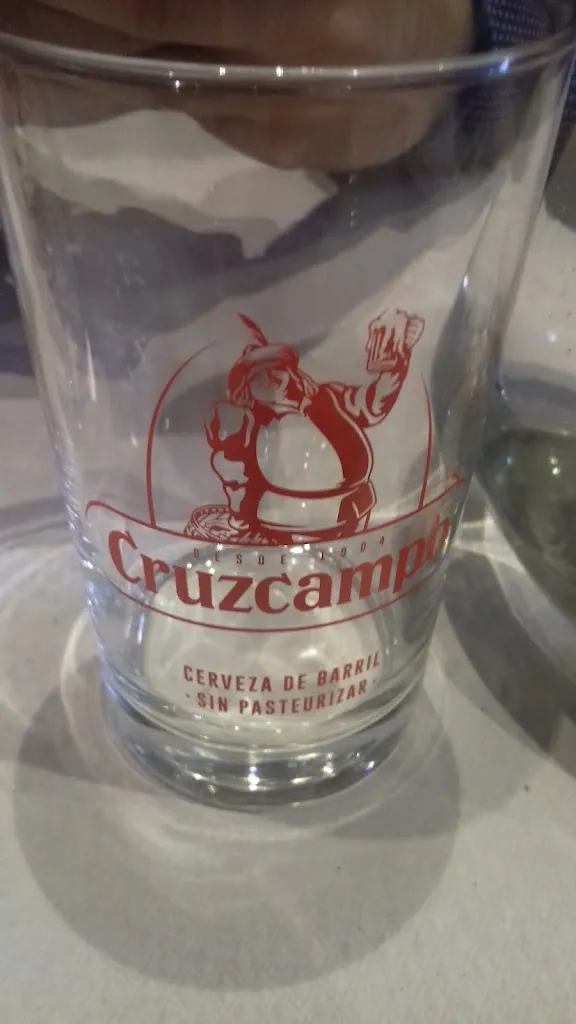 DESDE 1904
Cruzcampo
CERVEZA DE BARRIL
· SIN PASTEURIZAR ·